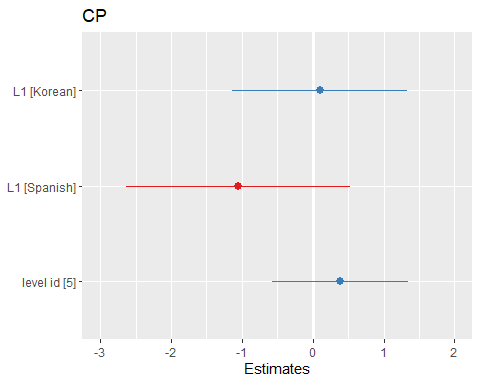 CP
L1 [Korean]
L1 [Spanish]
level id [5]
-3 -2 -1 0 1 2
Estimates